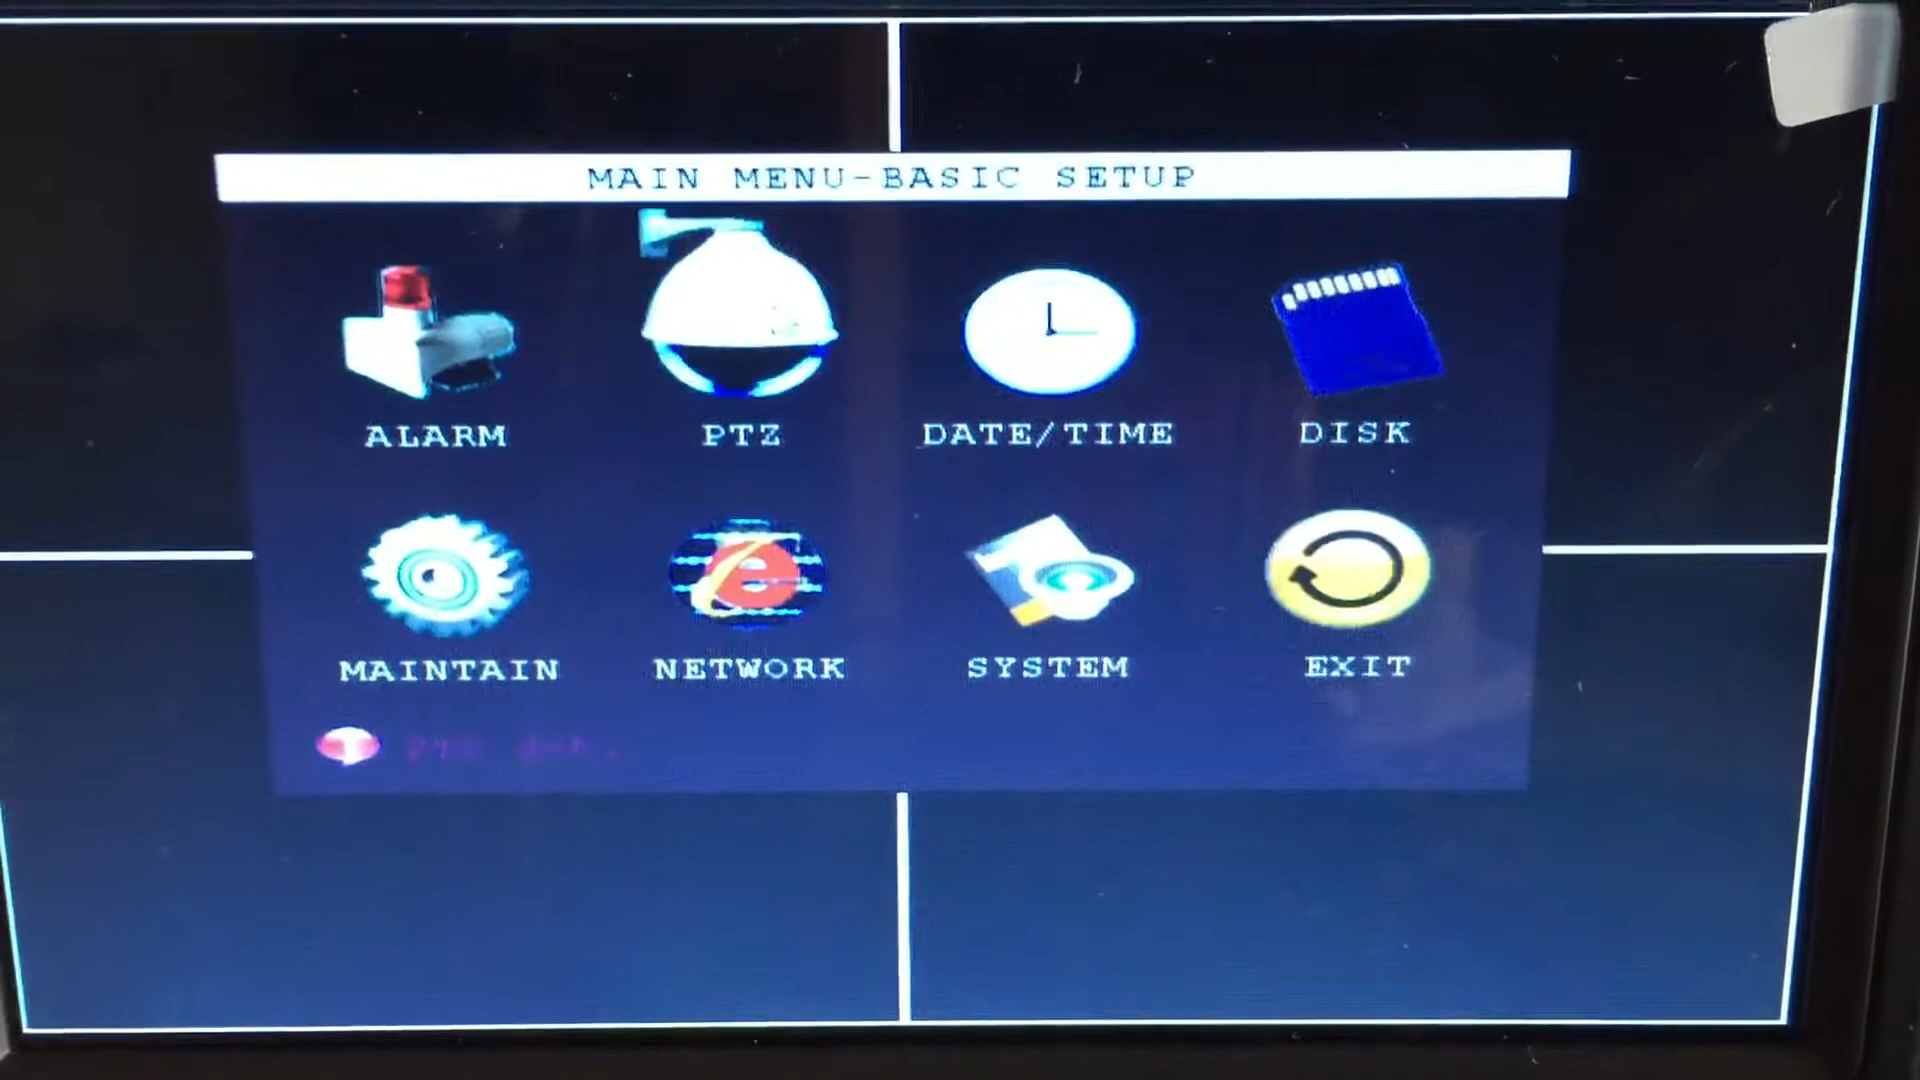 MAIN MENU-BASIC SETUP
ALARM PTZ DATE/TIME DISK
MAINTAIN NETWORK SYSTEM EXIT